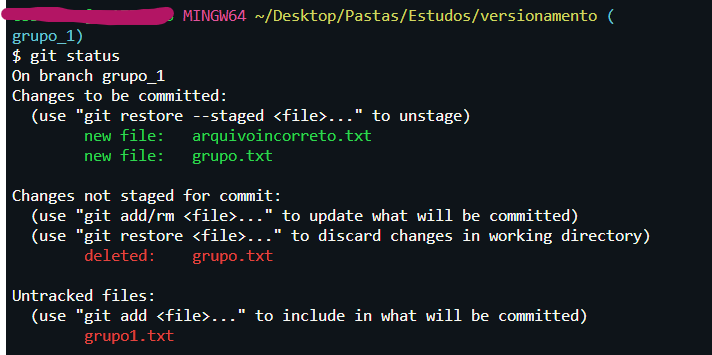 MINGW64 ~/Desktop/Pastas/Estudos/versionamento (
grupo_1)
$ git status
On branch grupo_1
Changes to be committed:
  (use "git restore --staged <file>..." to unstage)
        new file:   arquivoincorreto.txt
        new file:   grupo.txt

Changes not staged for commit:
  (use "git add/rm <file>..." to update what will be committed)
  (use "git restore <file>..." to discard changes in working directory)
        deleted:    grupo.txt

Untracked files:
  (use "git add <file>..." to include in what will be committed)
        grupo1.txt